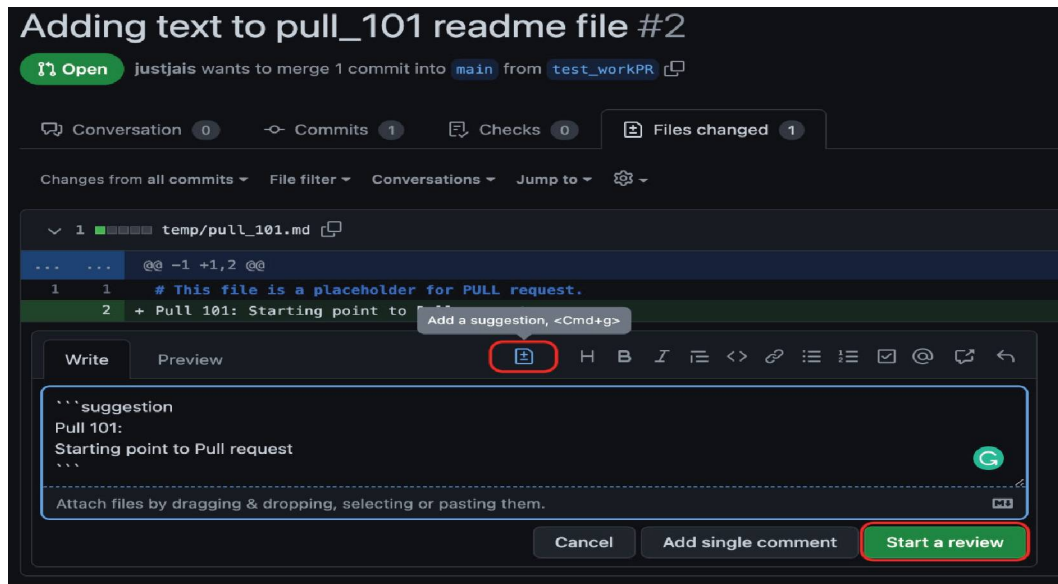 Adding text to pull_101 readme file #2
Open justjais wants to merge 1 commit into main from test_workPR
Conversation 0 Commits 1 Checks 0 Files changed 1
Changes from all commits File filter Conversations Jump to
1 temp/pull_101.md
... ... @@ -1 +1,2 @@
1 1 # This file is a placeholder for PULL request.
2 + Pull 101: Starting point to
Add a suggestion, <Cmd+g>
Write Preview H B I <> @
```suggestion
Pull 101:
Starting point to Pull request
```
G
Attach files by dragging & dropping, selecting or pasting them.
Cancel Add single comment Start a review